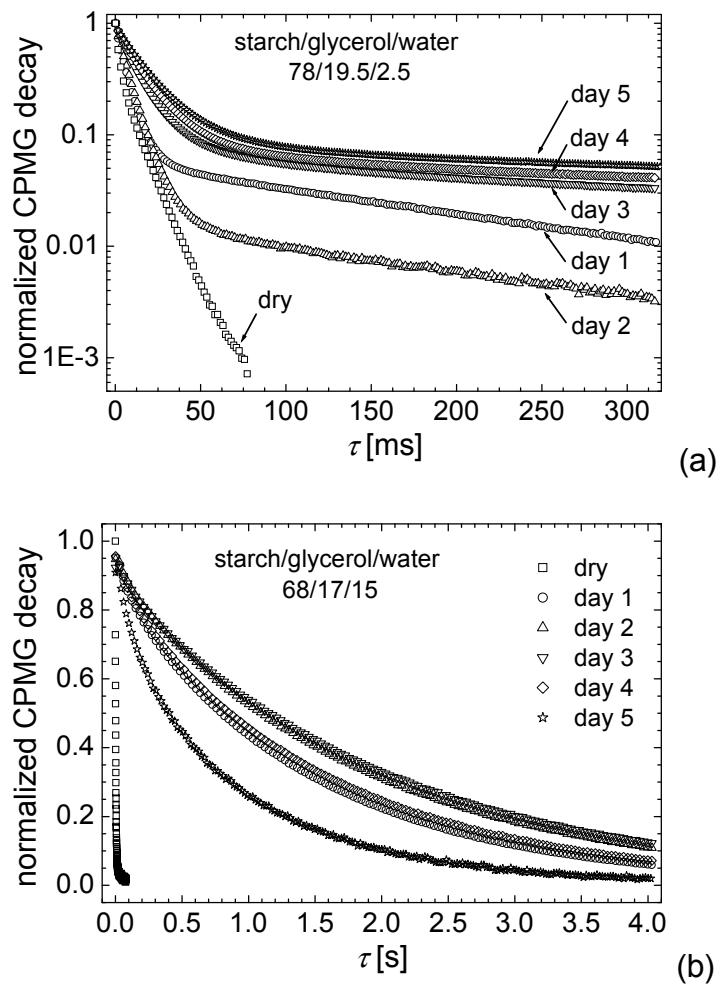 starch/glycerol/water
78/19.5/2.5
day 5
day 4
day 3
day 1
day 2
dry
1
0.1
0.01
1E-3
normalized CPMG decay
0 50 100 150 200 250 300
τ [ms]
(a)
starch/glycerol/water
68/17/15
dry
day 1
day 2
day 3
day 4
day 5
1.0
0.8
0.6
0.4
0.2
0.0
normalized CPMG decay
0.0 0.5 1.0 1.5 2.0 2.5 3.0 3.5 4.0
τ [s]
(b)